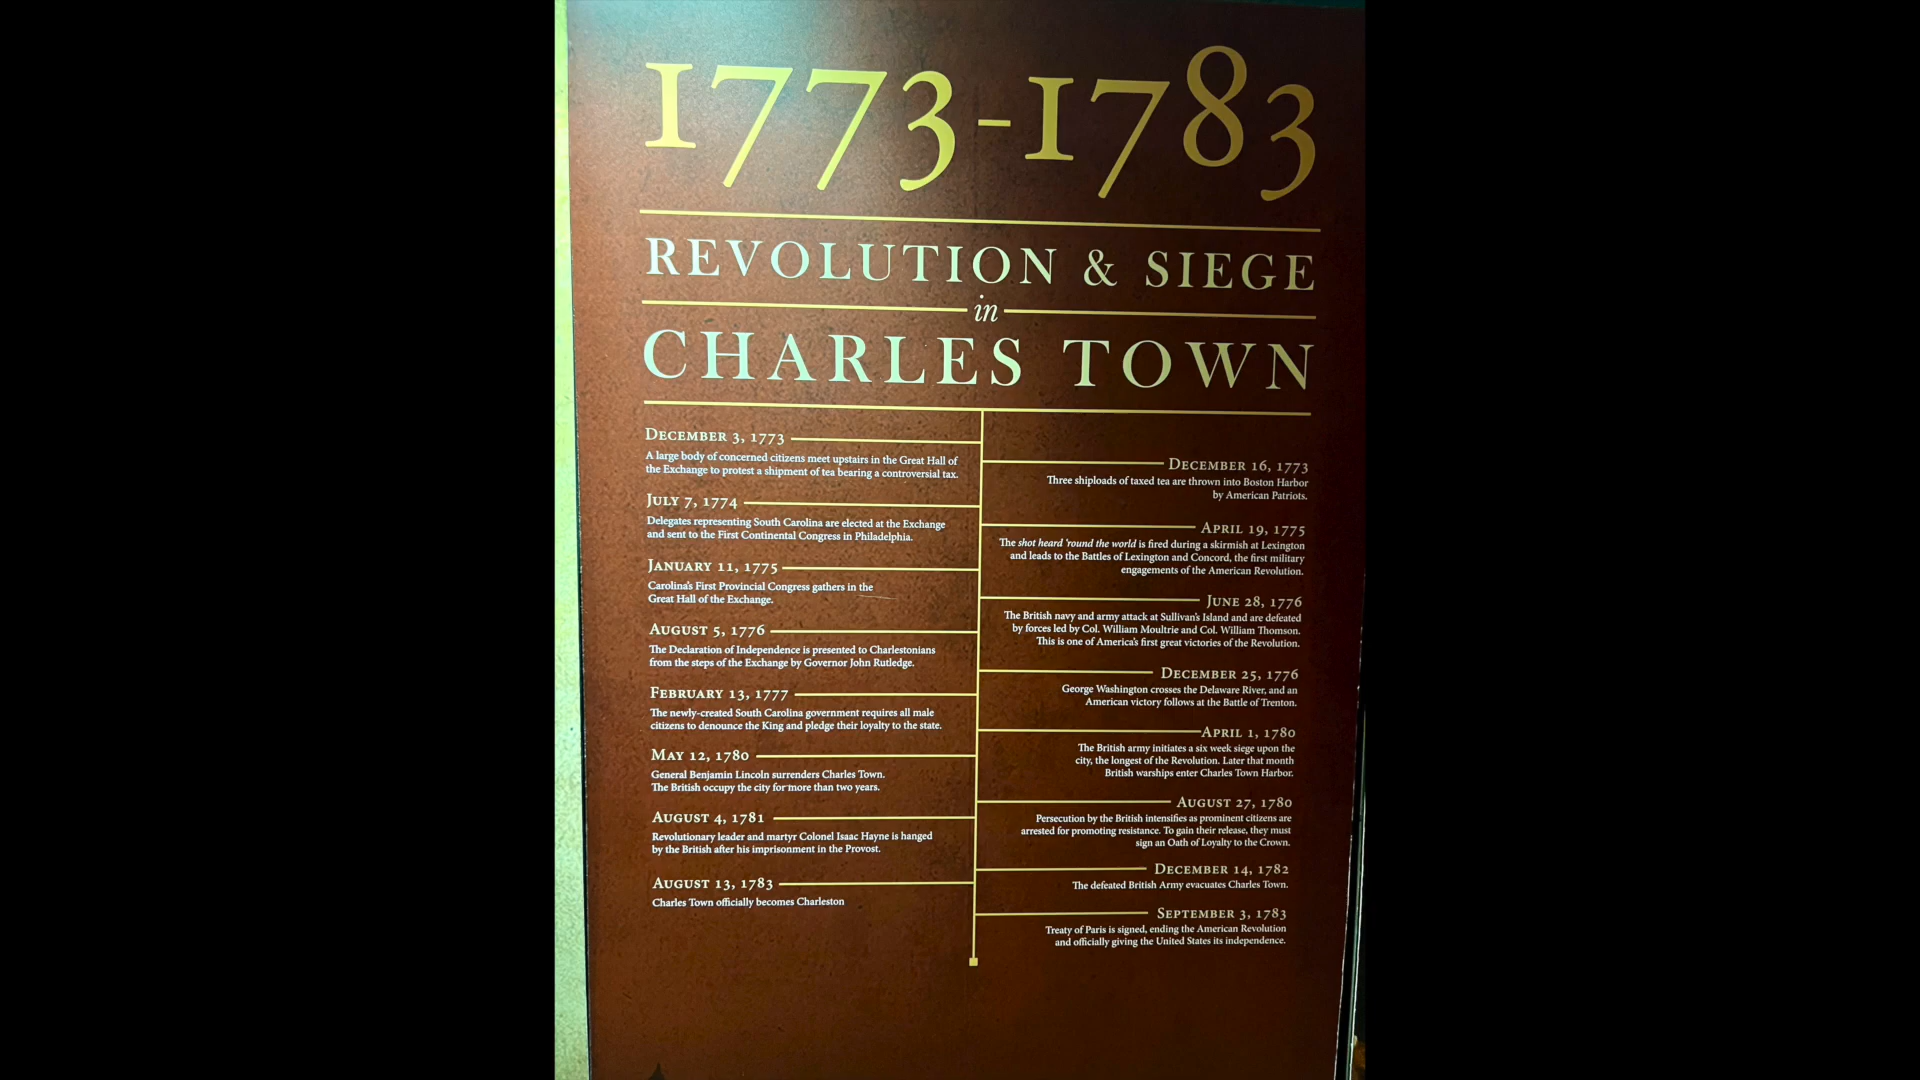 1773-1783
REVOLUTION & SIEGE
in
CHARLES TOWN
DECEMBER 3, 1773
A large body of concerned citizens meet upstairs in the Great Hall of
the Exchange to protest a shipment of tea bearing a controversial tax.
DECEMBER 16, 1773
Three shiploads of taxed tea are thrown into Boston Harbor
by American Patriots.
JULY 7, 1774
Delegates representing South Carolina are elected at the Exchange
and sent to the First Continental Congress in Philadelphia.
JANUARY 11, 1775
Carolina's First Provincial Congress gathers in the
Great Hall of the Exchange.
APRIL 19, 1775
The shot heard 'round the world is fired during a skirmish at Lexington
and leads to the Battles of Lexington and Concord, the first military
engagements of the American Revolution.
JUNE 28, 1776
The British navy and army attack at Sullivan's Island and are defeated
by forces led by Col. William Moultrie and Col. William Thomson.
This is one of America's first great victories of the Revolution.
AUGUST 5, 1776
The Declaration of Independence is presented to Charlestonians
from the steps of the Exchange by Governor John Rutledge.
DECEMBER 25, 1776
George Washington crosses the Delaware River, and an
American victory follows at the Battle of Trenton.
FEBRUARY 13, 1777
The newly-created South Carolina government requires all male
citizens to denounce the King and pledge their loyalty to the state.
APRIL 1, 1780
The British army initiates a six week siege upon the
city, the longest of the Revolution. Later that month
British warships enter Charles Town Harbor.
MAY 12, 1780
General Benjamin Lincoln surrenders Charles Town.
The British occupy the city for more than two years.
AUGUST 27, 1780
Persecution by the British intensifies as prominent citizens are
arrested for promoting resistance. To gain their release, they must
sign an Oath of Loyalty to the Crown.
AUGUST 4, 1781
Revolutionary leader and martyr Colonel Isaac Hayne is hanged
by the British after his imprisonment in the Provost.
DECEMBER 14, 1782
The defeated British Army evacuates Charles Town.
AUGUST 13, 1783
Charles Town officially becomes Charleston
SEPTEMBER 3, 1783
Treaty of Paris is signed, ending the American Revolution
and officially giving the United States its independence.